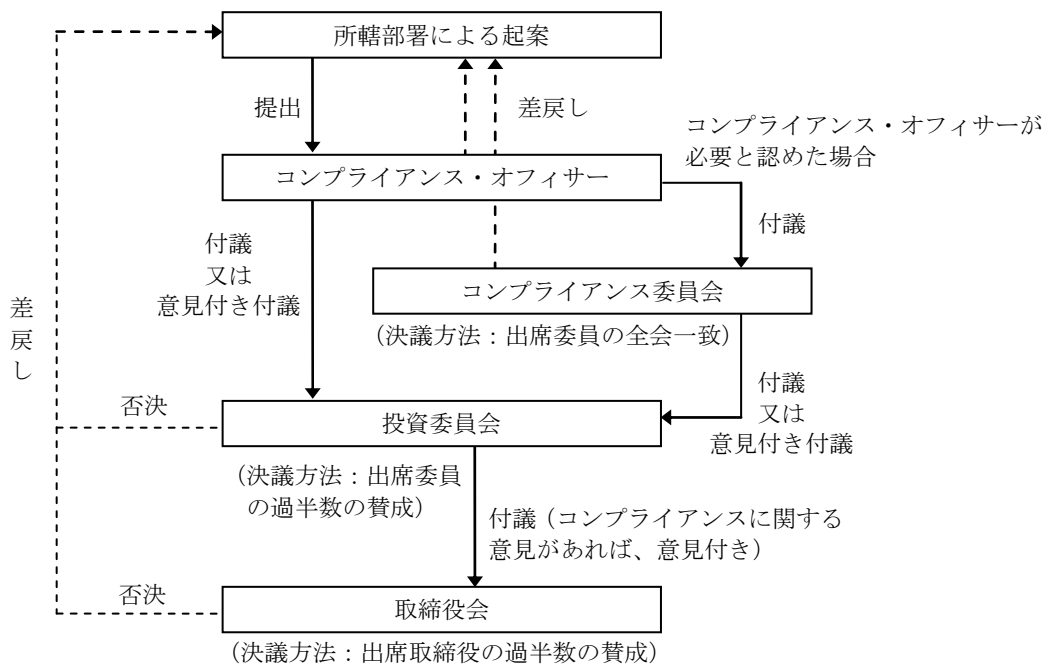 所轄部署による起案
提出
差戻し
コンプライアンス・オフィサーが
必要と認めた場合
コンプライアンス・オフィサー
付議
付議
又は
意見付き付議
コンプライアンス委員会
(決議方法:出席委員の全会一致)
差
戻
し
付議
又は
意見付き付議
否決
投資委員会
(決議方法:出席委員
の過半数の賛成)
付議(コンプライアンスに関する
意見があれば、意見付き)
否決
取締役会
(決議方法:出席取締役の過半数の賛成)